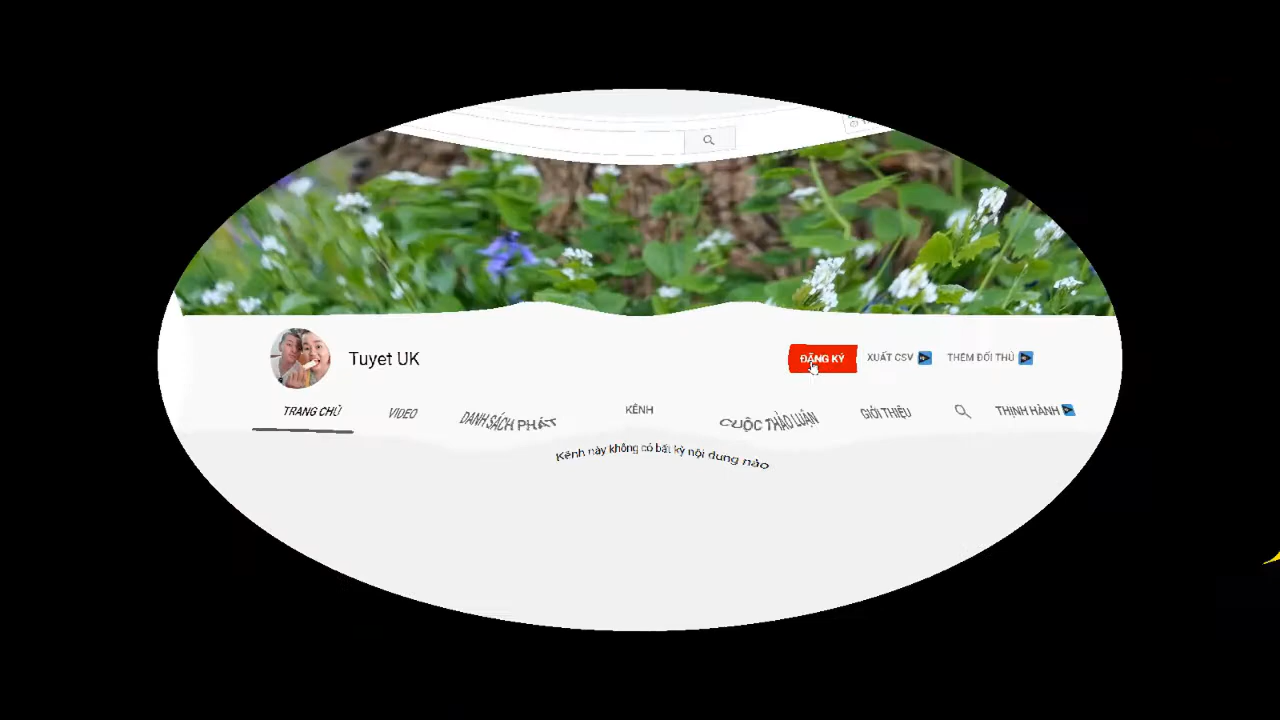 Tuyet UK
ĐĂNG KÝ
XUẤT CSV
THÊM ĐỐI THỦ
TRANG CHỦ
VIDEO
DANH SÁCH PHÁT
KÊNH
CUỘC THẢO LUẬN
GIỚI THIỆU
THỊNH HÀNH
Kênh này không có bất kỳ nội dung nào